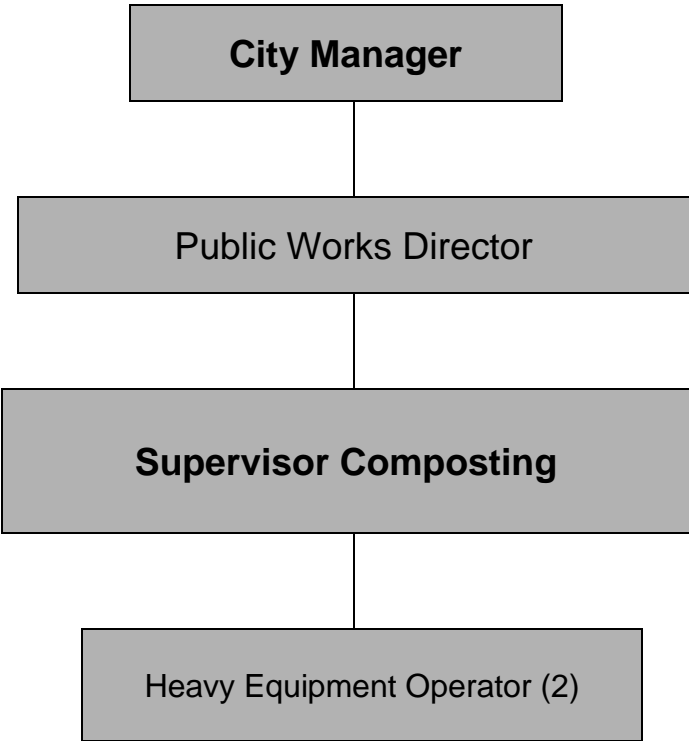 City Manager
Public Works Director
Supervisor Composting
Heavy Equipment Operator (2)